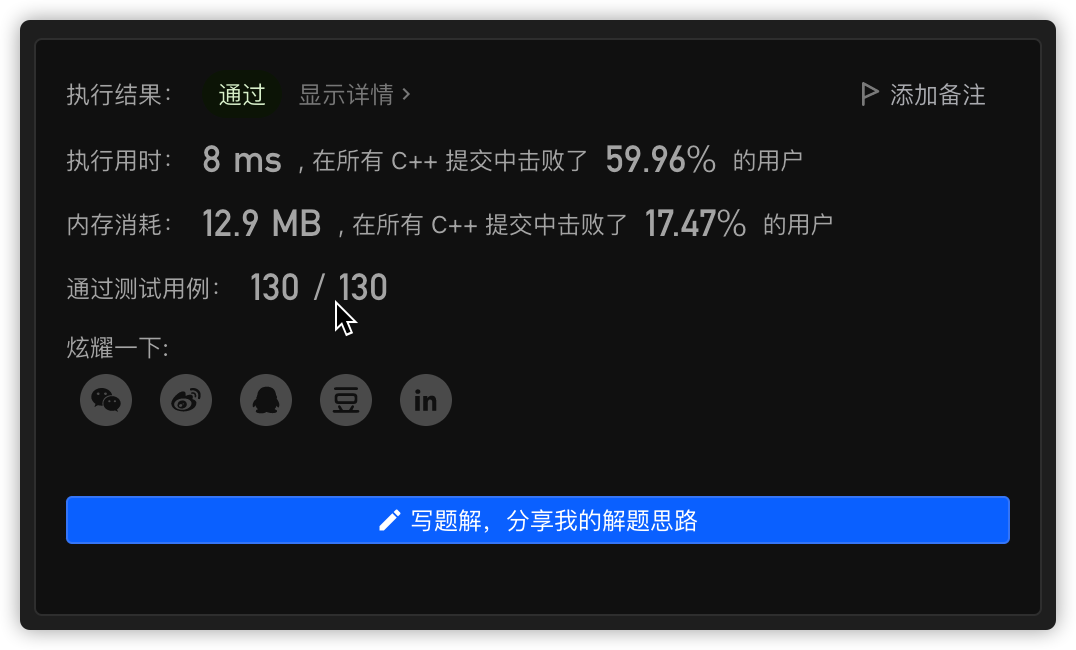 执行结果： 通过 显示详情 › 添加备注
执行用时： 8 ms , 在所有 C++ 提交中击败了 59.96% 的用户
内存消耗： 12.9 MB , 在所有 C++ 提交中击败了 17.47% 的用户
通过测试用例： 130 / 130
炫耀一下:
豆 in
写题解，分享我的解题思路